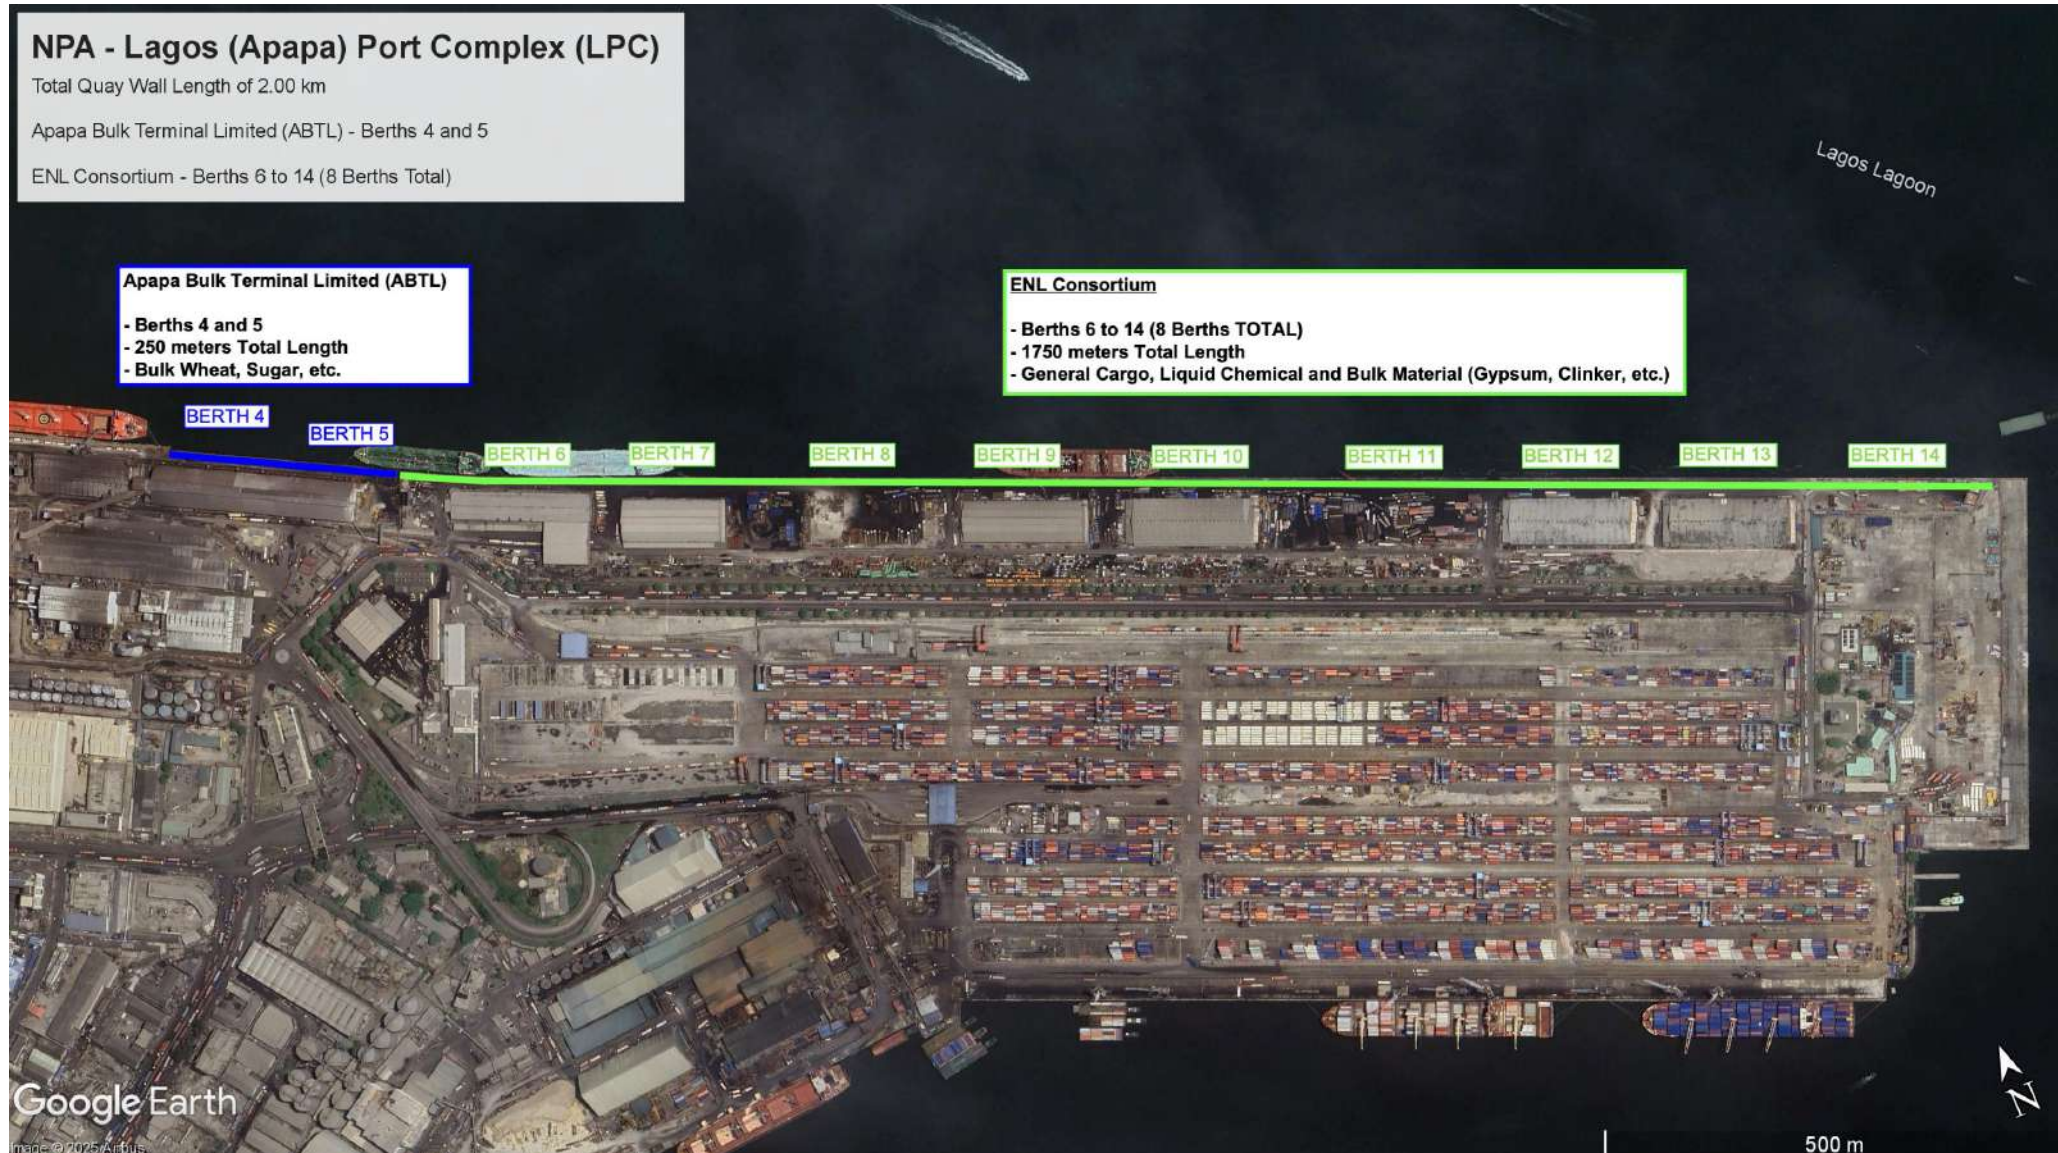 NPA - Lagos (Apapa) Port Complex (LPC)
Total Quay Wall Length of 2.00 km
Apapa Bulk Terminal Limited (ABTL) - Berths 4 and 5
ENL Consortium - Berths 6 to 14 (8 Berths Total)
Lagos Lagoon
Apapa Bulk Terminal Limited (ABTL)
- Berths 4 and 5
- 250 meters Total Length
- Bulk Wheat, Sugar, etc.
ENL Consortium
- Berths 6 to 14 (8 Berths TOTAL)
- 1750 meters Total Length
- General Cargo, Liquid Chemical and Bulk Material (Gypsum, Clinker, etc.)
BERTH 4
BERTH 5
BERTH 6
BERTH 7
BERTH 8
BERTH 9
BERTH 10
BERTH 11
BERTH 12
BERTH 13
BERTH 14
Google Earth
Image © 2025 Airbus
N
500 m